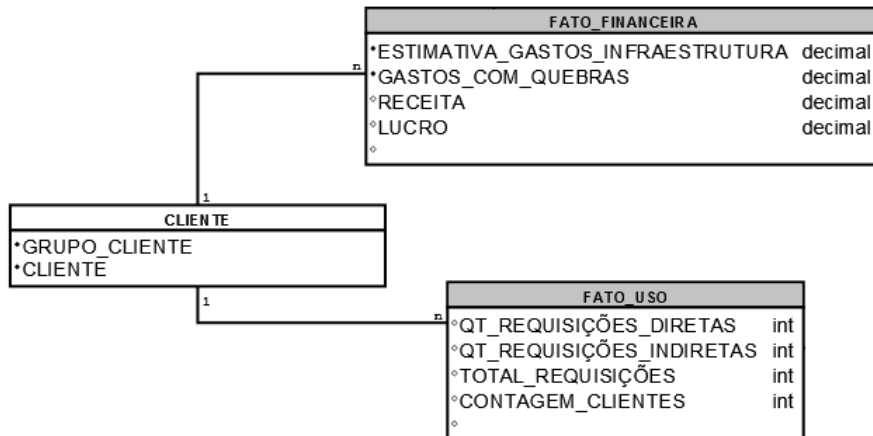 FATO_FINANCEIRA
ESTIMATIVA_GASTOS_INFRAESTRUTURA decimal
GASTOS_COM_QUEBRAS decimal
RECEITA decimal
LUCRO decimal
n
1
CLIENTE
GRUPO_CLIENTE
CLIENTE
1
n
FATO_USO
QT_REQUISIÇÕES_DIRETAS int
QT_REQUISIÇÕES_INDIRETAS int
TOTAL_REQUISIÇÕES int
CONTAGEM_CLIENTES int